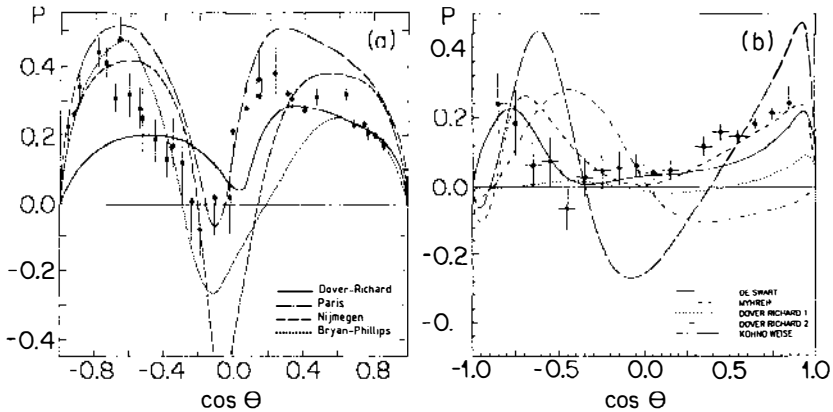 P
(a)
0.4
0.2
0.0
-0.2
-0.4
-0.8
-0.4
0.0
0.4
0.8
cos Θ
Dover-Richard
Paris
Nijmegen
Bryan-Phillips
P
(b)
0.4
0.2
0.0
-0.2
-0.
-1.0
-0.5
0.0
0.5
1.0
cos Θ
DE SWART
DOVER RICHARD 1
DOVER RICHARD 2
KOHNO WEISE